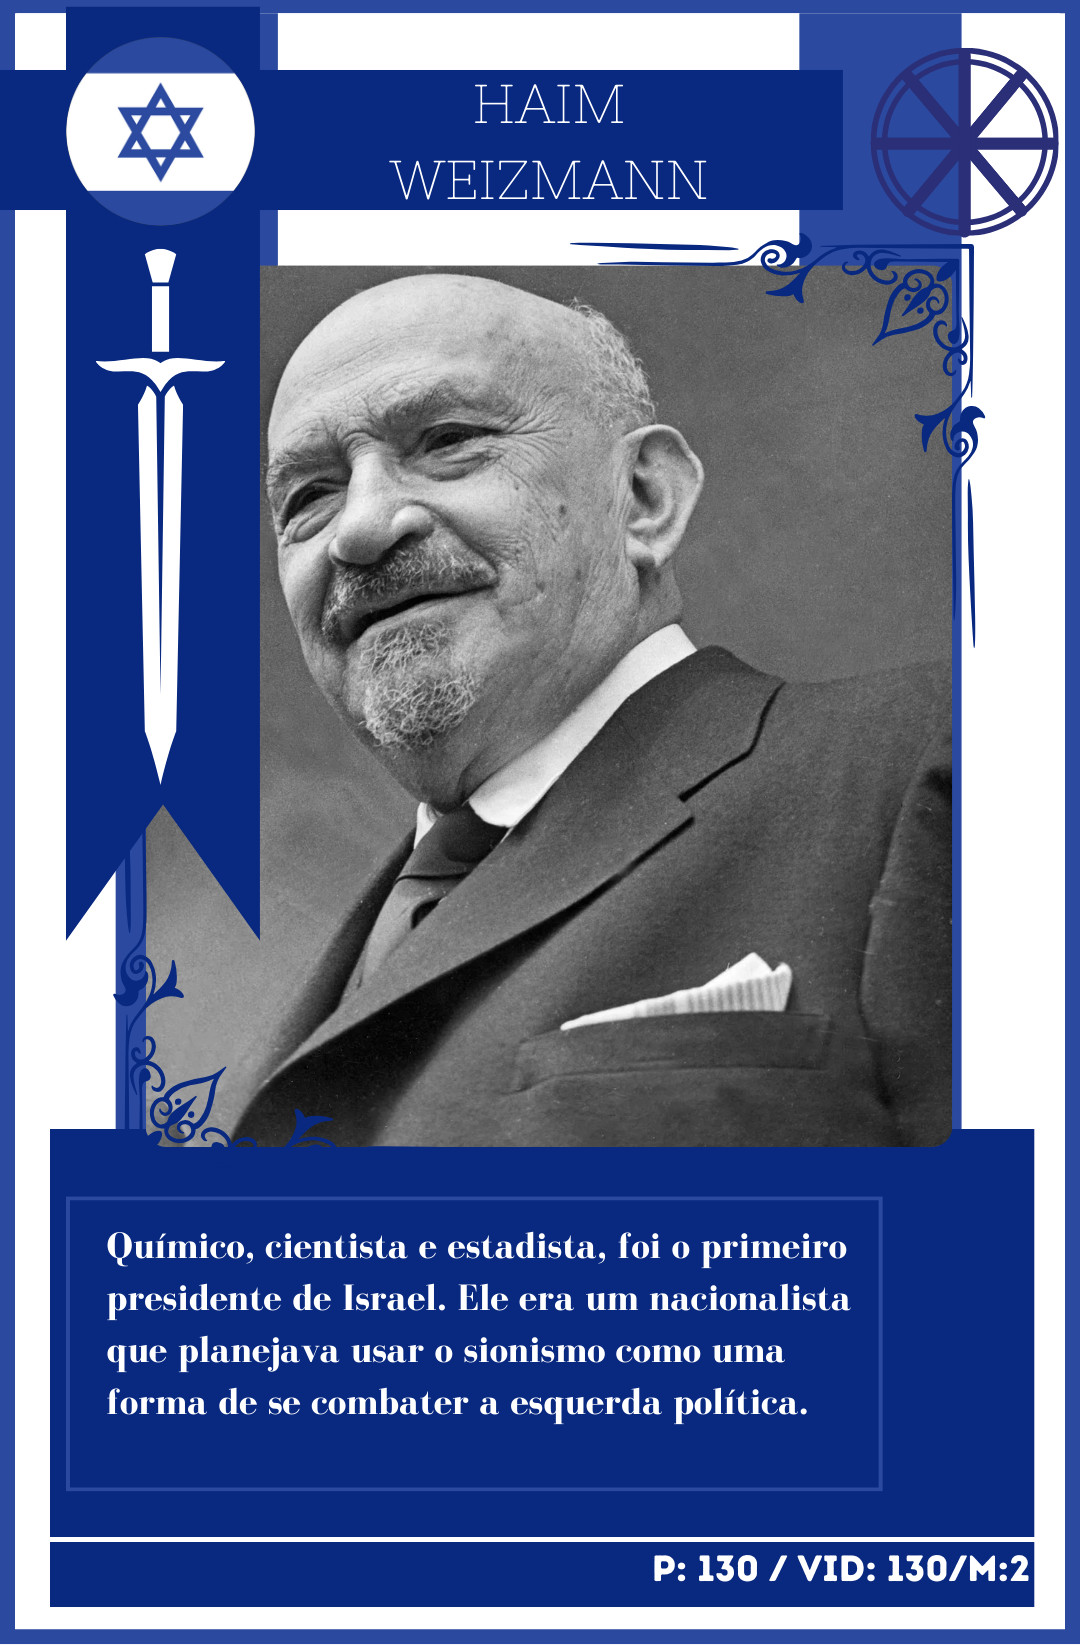 HAIM
WEIZMANN
Químico, cientista e estadista, foi o primeiro
presidente de Israel. Ele era um nacionalista
que planejava usar o sionismo como uma
forma de se combater a esquerda política.
P: 130 / VID: 130/M:2